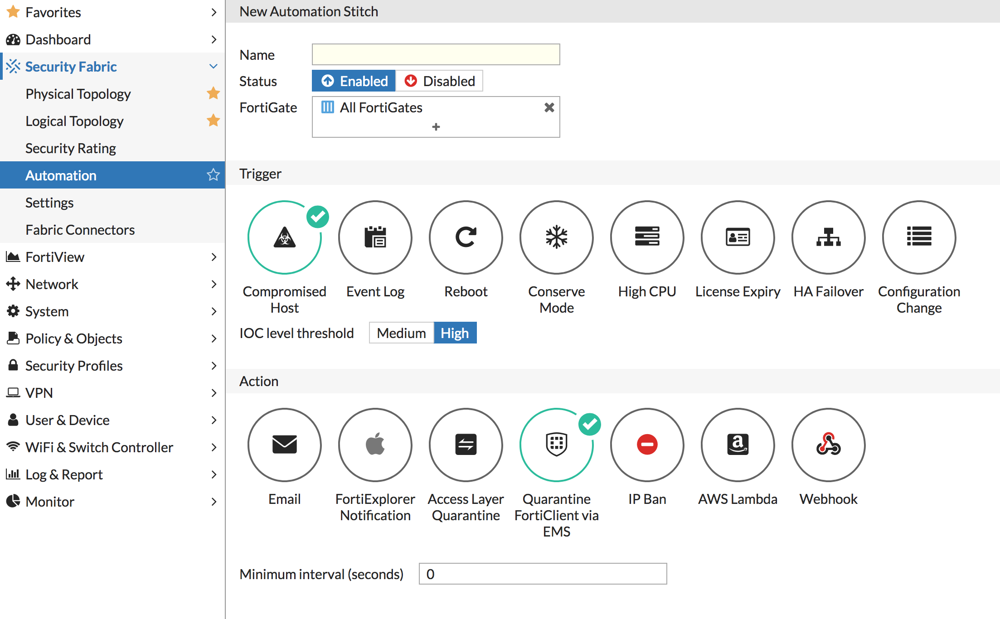 Favorites
Dashboard
Security Fabric
Physical Topology
Logical Topology
Security Rating
Automation
Settings
Fabric Connectors
FortiView
Network
System
Policy & Objects
Security Profiles
VPN
User & Device
WiFi & Switch Controller
Log & Report
Monitor
New Automation Stitch
Name
Status Enabled Disabled
FortiGate All FortiGates
+
Trigger
Compromised Host
Event Log
Reboot
Conserve Mode
High CPU
License Expiry
HA Failover
Configuration Change
IOC level threshold Medium High
Action
Email
FortiExplorer Notification
Access Layer Quarantine
Quarantine FortiClient via EMS
IP Ban
a
AWS Lambda
Webhook
Minimum interval (seconds) 0